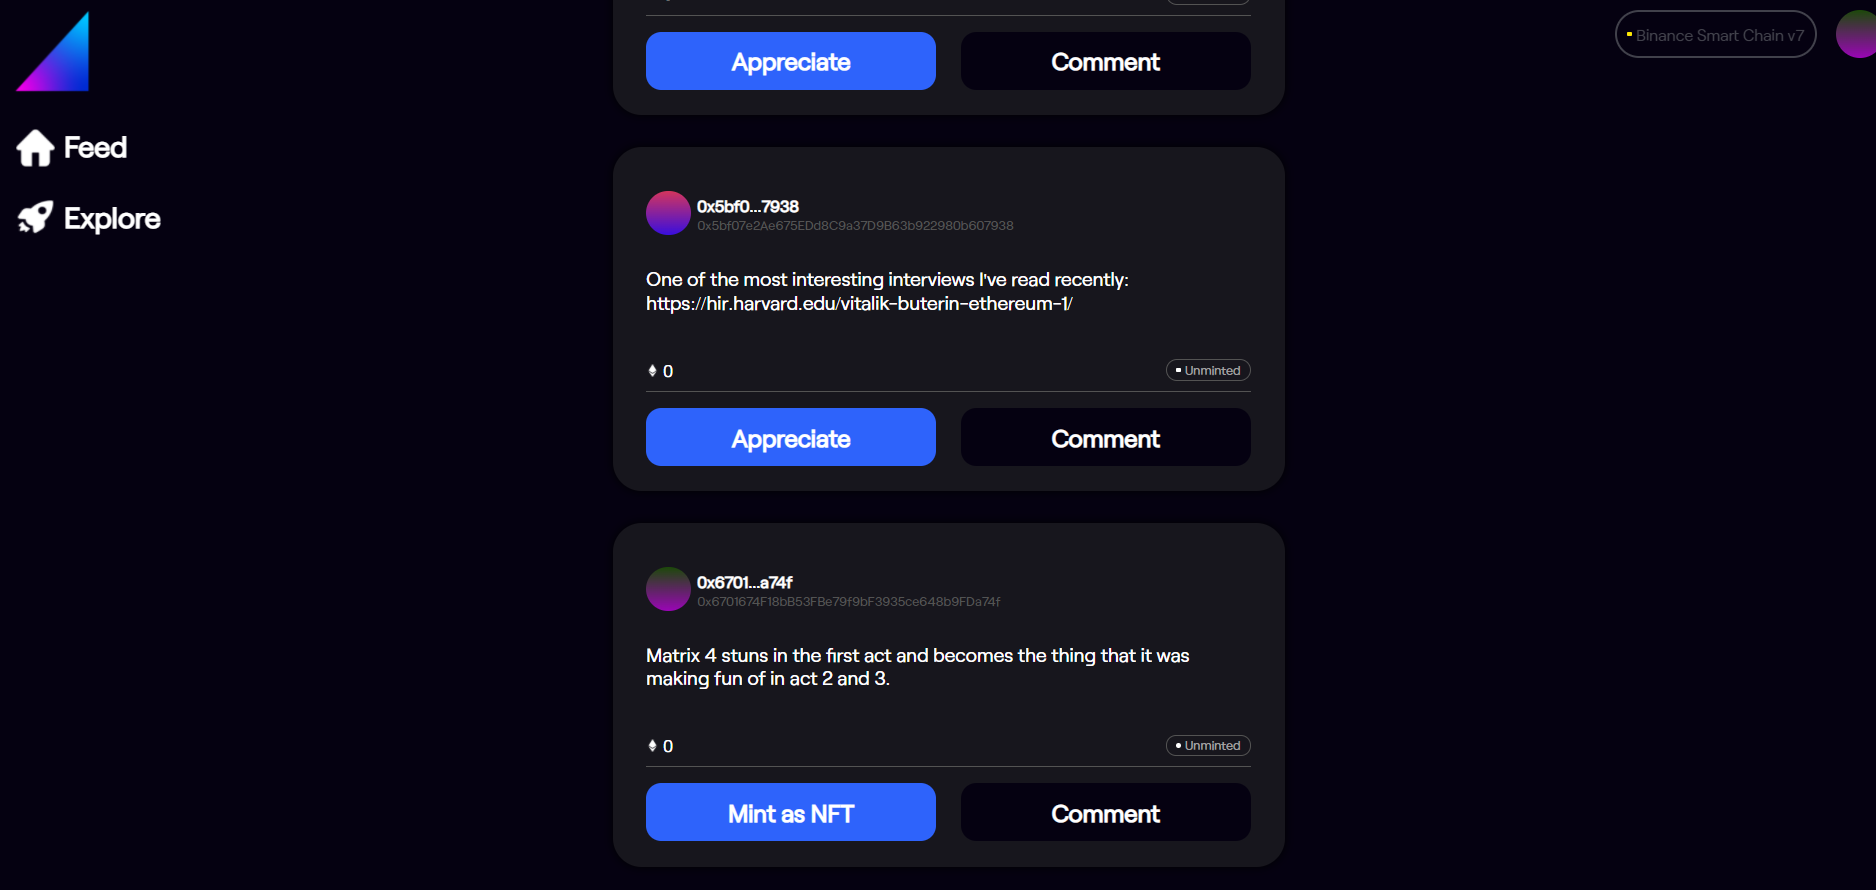 Appreciate
Comment
Binance Smart Chain v7
Feed
Explore
0x5bf0...7938
0x5bf07e2Ae675EDd8C9a37D9B63b922980b607938
One of the most interesting interviews I've read recently:
https://hir.harvard.edu/vitalik-buterin-ethereum-1/
0
Unminted
Appreciate
Comment
0x6701...a74f
0x6701674F18bB53FBe79f9bF3935ce648b9FDa74f
Matrix 4 stuns in the first act and becomes the thing that it was
making fun of in act 2 and 3.
0
Unminted
Mint as NFT
Comment